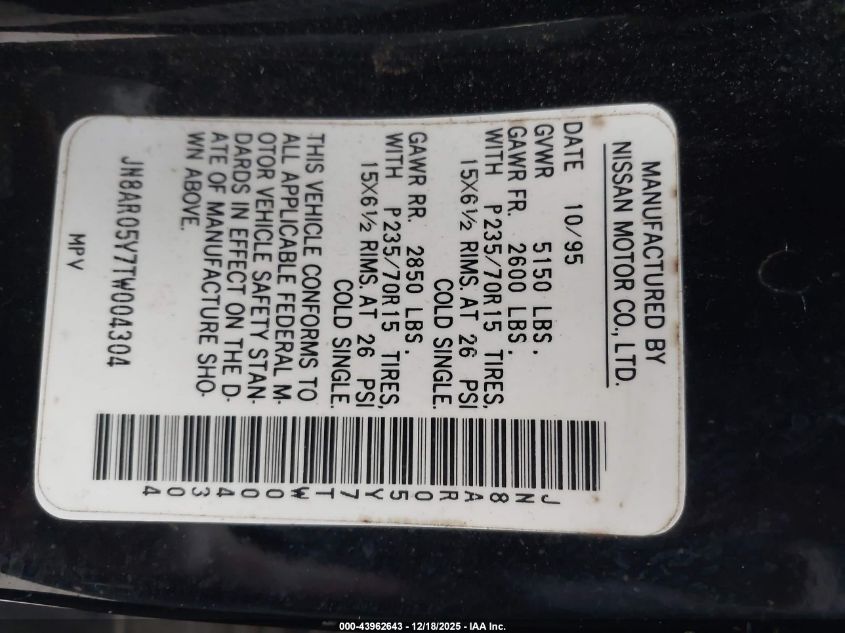 MANUFACTURED BY
NISSAN MOTOR CO., LTD.
DATE 10/95
GVWR 5150 LBS.
GAWR FR. 2600 LBS.
WITH P235/70R15 TIRES,
15X6½ RIMS. AT 26 PSI
COLD SINGLE.
GAWR RR. 2850 LBS.
WITH P235/70R15 TIRES,
15X6½ RIMS. AT 26 PSI
COLD SINGLE.
THIS VEHICLE CONFORMS TO
ALL APPLICABLE FEDERAL M-
OTOR VEHICLE SAFETY STAN-
DARDS IN EFFECT ON THE D-
ATE OF MANUFACTURE SHO-
WN ABOVE.
JN8AR05Y7TW004304
MPV
JN8AR05Y7TW004304
000-43962643 - 12/18/2025 - IAA Inc.